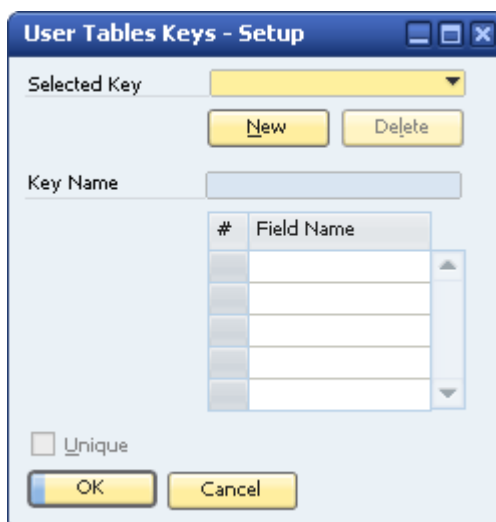 User Tables Keys - Setup
Selected Key
New Delete
Key Name
# Field Name
Unique
OK Cancel